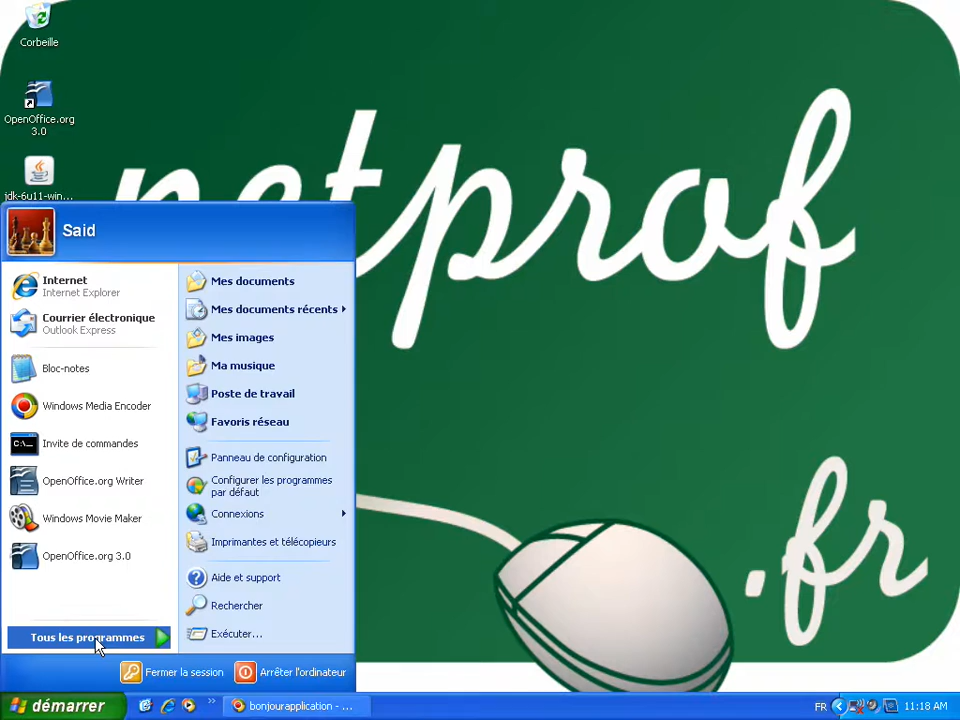 Corbeille
OpenOffice.org
3.0
jdk-6u11-win...
netprof
.fr
Said
Internet
Internet Explorer
Courrier électronique
Outlook Express
Bloc-notes
Windows Media Encoder
Invite de commandes
OpenOffice.org Writer
Windows Movie Maker
OpenOffice.org 3.0
Tous les programmes
Mes documents
Mes documents récents
Mes images
Ma musique
Poste de travail
Favoris réseau
Panneau de configuration
Configurer les programmes
par défaut
Connexions
Imprimantes et télécopieurs
Aide et support
Rechercher
Exécuter...
Fermer la session
Arrêter l'ordinateur
démarrer
bonjourapplication - ...
FR
11:18 AM